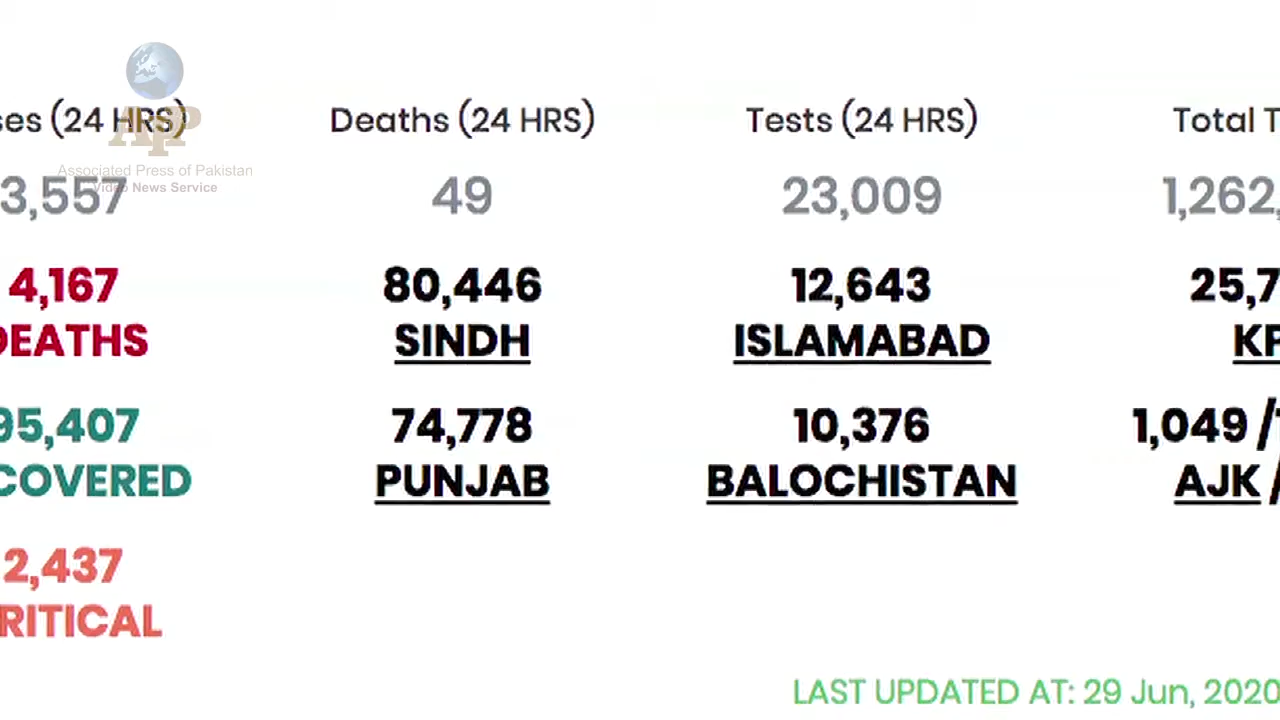 ses (24 HRS) Deaths (24 HRS) Tests (24 HRS) Total T
3,557 49 23,009 1,262,
4,167 80,446 12,643 25,7
DEATHS SINDH ISLAMABAD KP
95,407 74,778 10,376 1,049 /1
COVERED PUNJAB BALOCHISTAN AJK /
2,437
RITICAL
LAST UPDATED AT: 29 Jun, 2020
APP
Associated Press of Pakistan
Video News Service